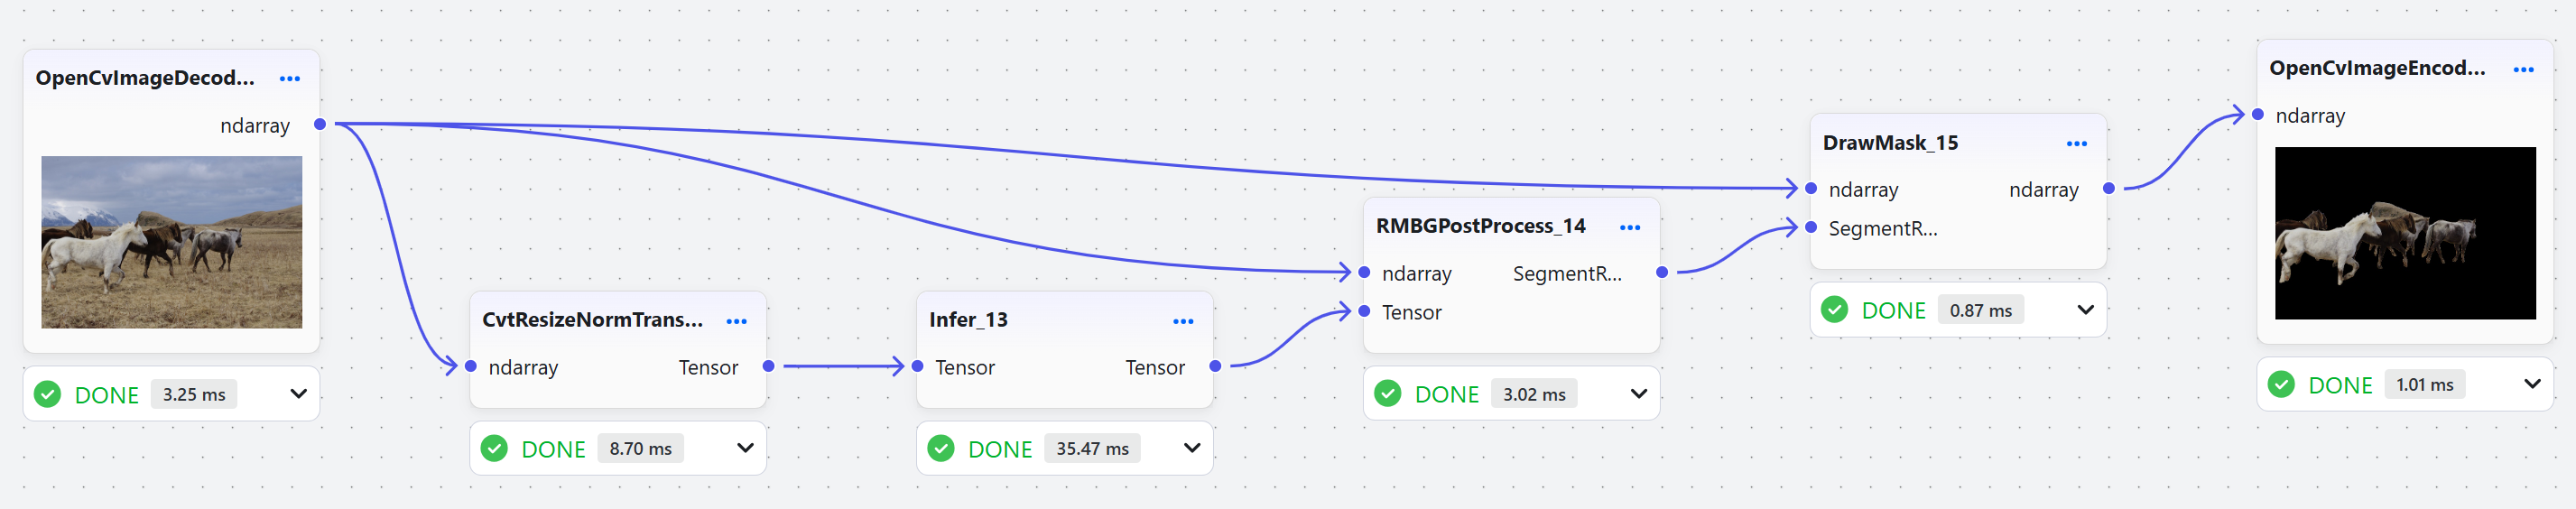 OpenCvImageDecod...
ndarray
DONE 3.25 ms
CvtResizeNormTrans...
ndarray Tensor
DONE 8.70 ms
Infer_13
Tensor Tensor
DONE 35.47 ms
RMBGPostProcess_14
ndarray SegmentR...
Tensor
DONE 3.02 ms
DrawMask_15
ndarray ndarray
SegmentR...
DONE 0.87 ms
OpenCvImageEncod...
ndarray
DONE 1.01 ms